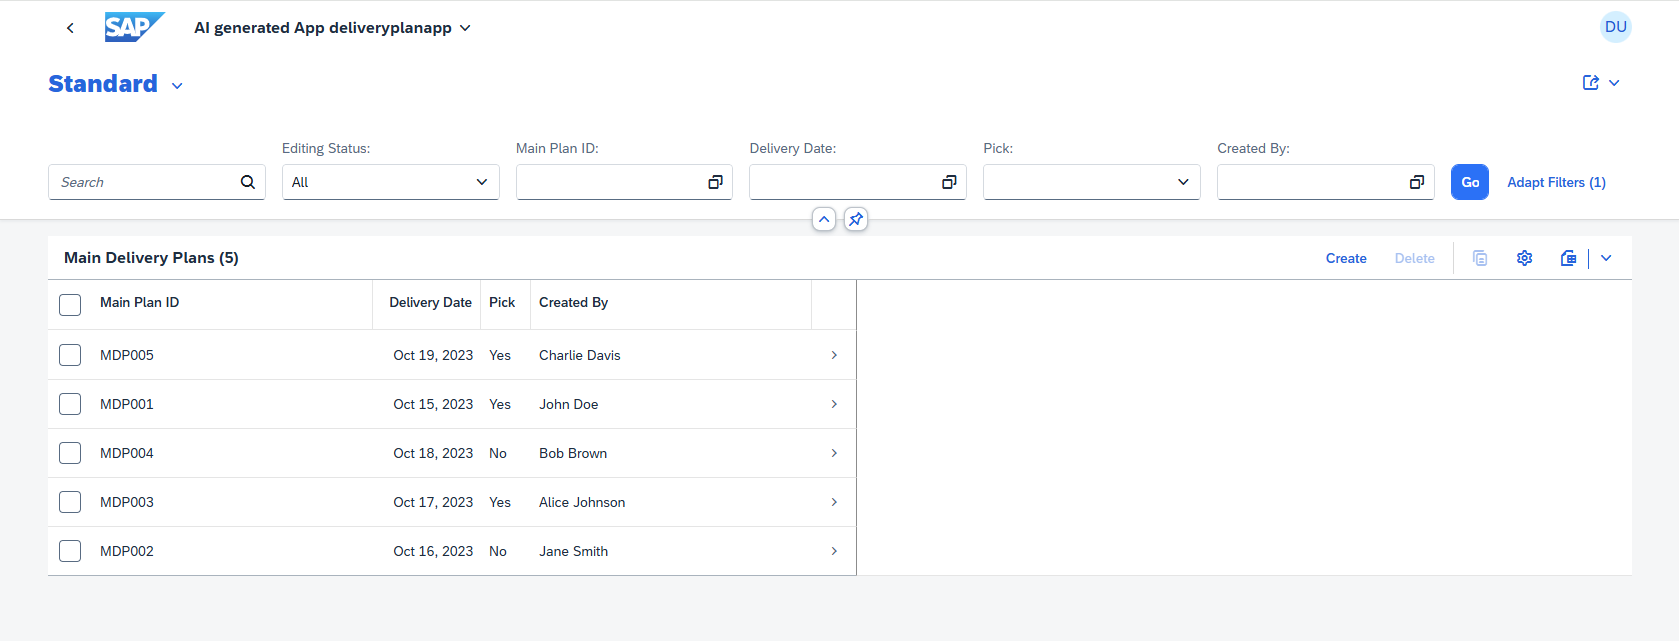 SAP AI generated App deliveryplanapp DU
Standard
Editing Status: Main Plan ID: Delivery Date: Pick: Created By:
Search All Go Adapt Filters (1)
Main Delivery Plans (5) Create Delete
Main Plan ID Delivery Date Pick Created By
MDP005 Oct 19, 2023 Yes Charlie Davis
MDP001 Oct 15, 2023 Yes John Doe
MDP004 Oct 18, 2023 No Bob Brown
MDP003 Oct 17, 2023 Yes Alice Johnson
MDP002 Oct 16, 2023 No Jane Smith